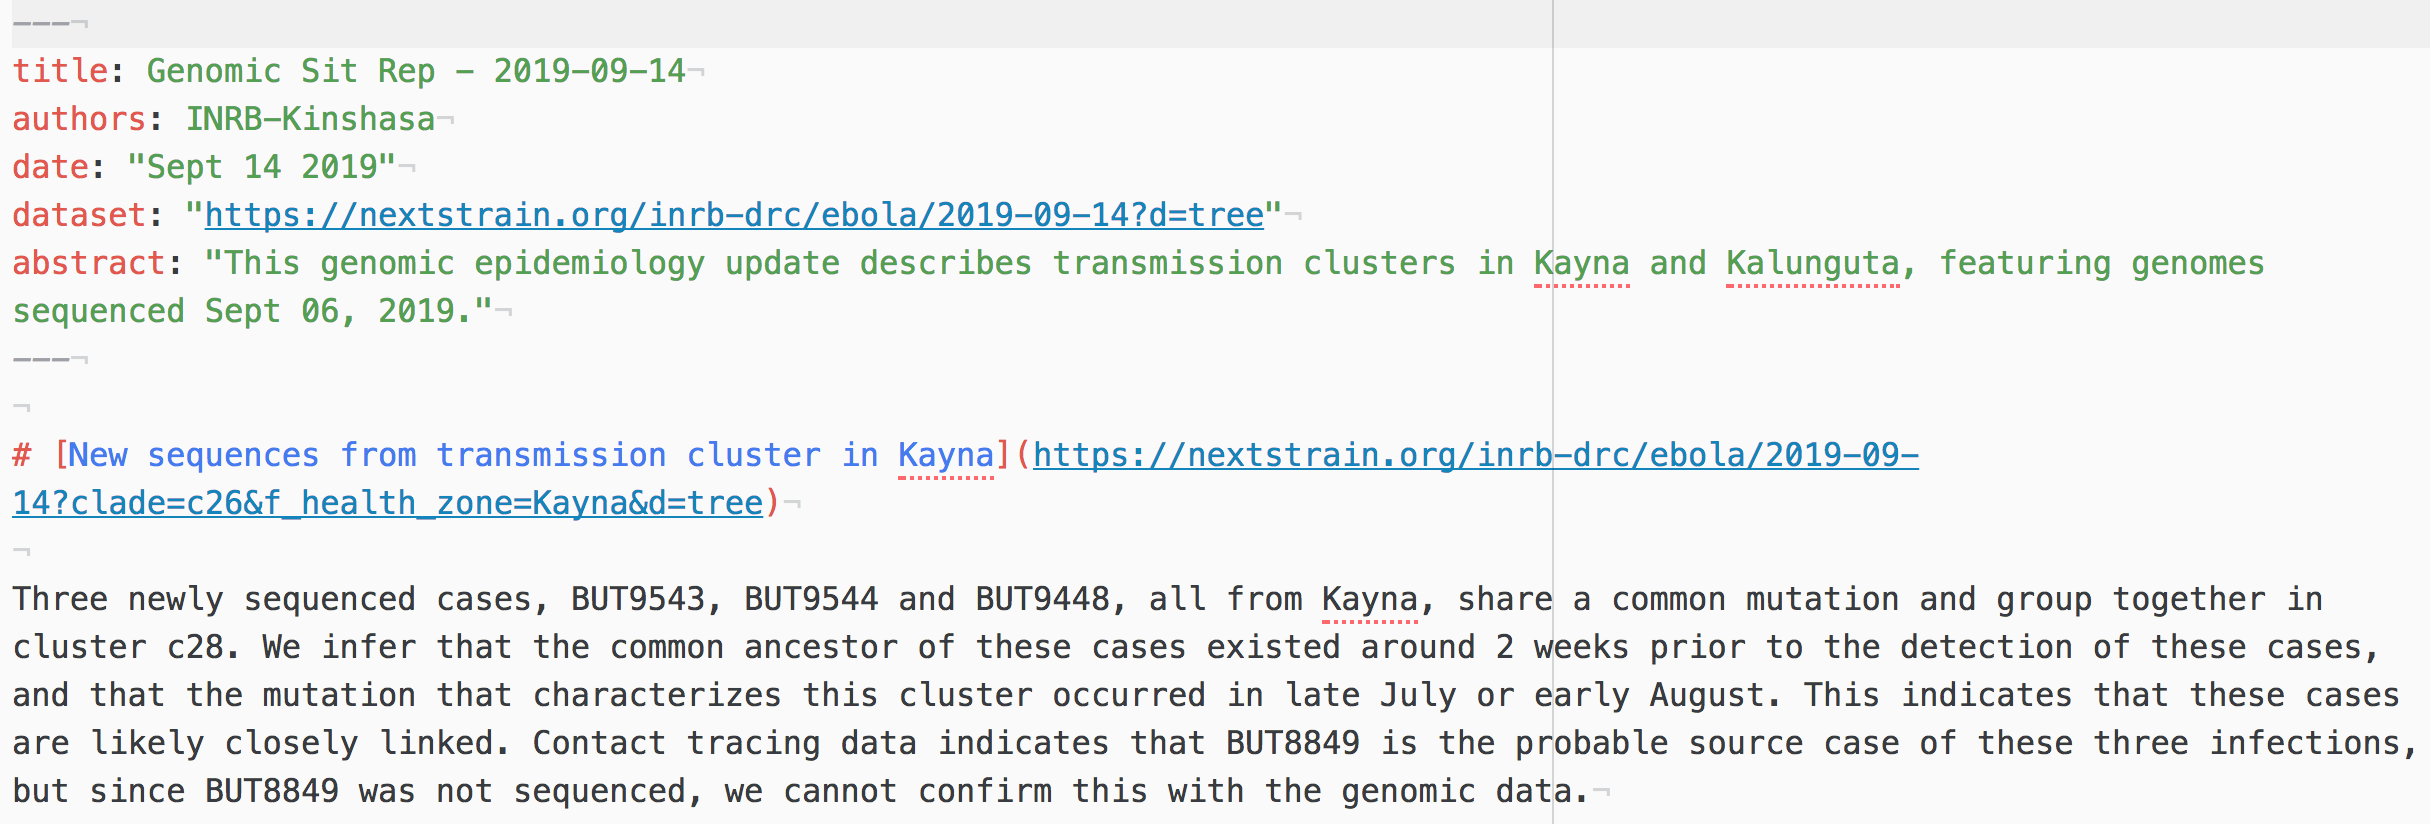 ---¬
title: Genomic Sit Rep - 2019-09-14¬
authors: INRB-Kinshasa¬
date: "Sept 14 2019"¬
dataset: "https://nextstrain.org/inrb-drc/ebola/2019-09-14?d=tree"¬
abstract: "This genomic epidemiology update describes transmission clusters in Kayna and Kalunguta, featuring genomes
sequenced Sept 06, 2019."¬
---¬
¬
# [New sequences from transmission cluster in Kayna](https://nextstrain.org/inrb-drc/ebola/2019-09-
14?clade=c26&f_health_zone=Kayna&d=tree)¬
¬
Three newly sequenced cases, BUT9543, BUT9544 and BUT9448, all from Kayna, share a common mutation and group together in
cluster c28. We infer that the common ancestor of these cases existed around 2 weeks prior to the detection of these cases,
and that the mutation that characterizes this cluster occurred in late July or early August. This indicates that these cases
are likely closely linked. Contact tracing data indicates that BUT8849 is the probable source case of these three infections,
but since BUT8849 was not sequenced, we cannot confirm this with the genomic data.¬